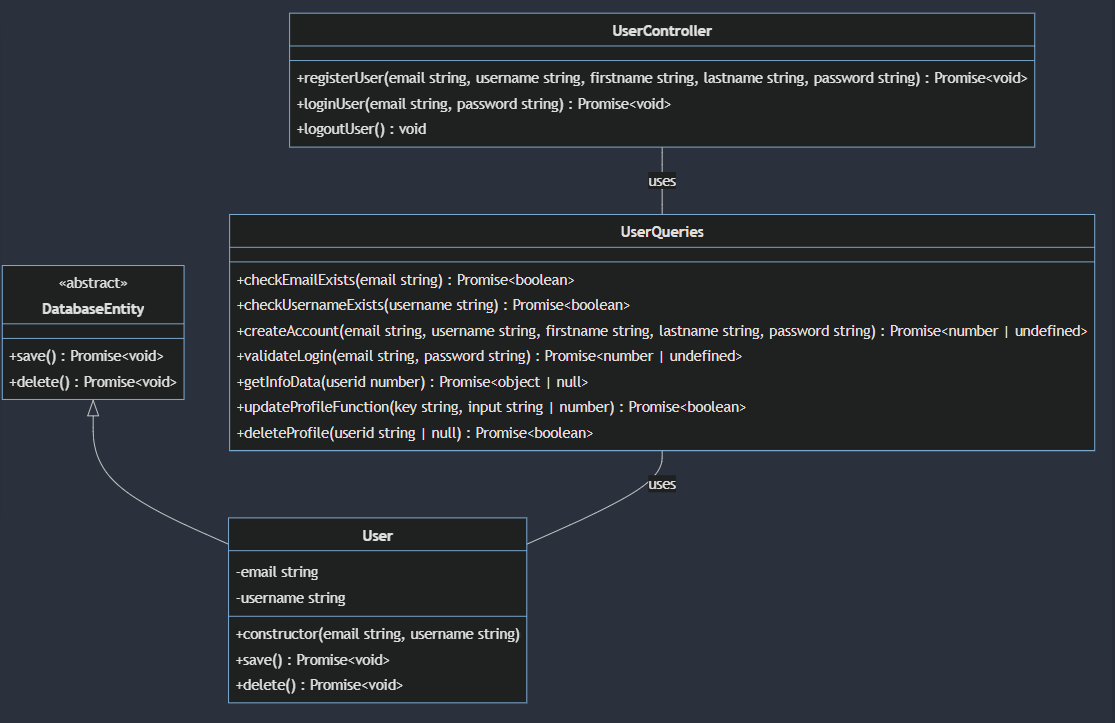 UserController
+registerUser(email string, username string, firstname string, lastname string, password string) : Promise<void>
+loginUser(email string, password string) : Promise<void>
+logoutUser() : void
uses
UserQueries
+checkEmailExists(email string) : Promise<boolean>
+checkUsernameExists(username string) : Promise<boolean>
+createAccount(email string, username string, firstname string, lastname string, password string) : Promise<number | undefined>
+validateLogin(email string, password string) : Promise<number | undefined>
+getInfoData(userid number) : Promise<object | null>
+updateProfileFunction(key string, input string | number) : Promise<boolean>
+deleteProfile(userid string | null) : Promise<boolean>
«abstract»
DatabaseEntity
+save() : Promise<void>
+delete() : Promise<void>
uses
User
-email string
-username string
+constructor(email string, username string)
+save() : Promise<void>
+delete() : Promise<void>